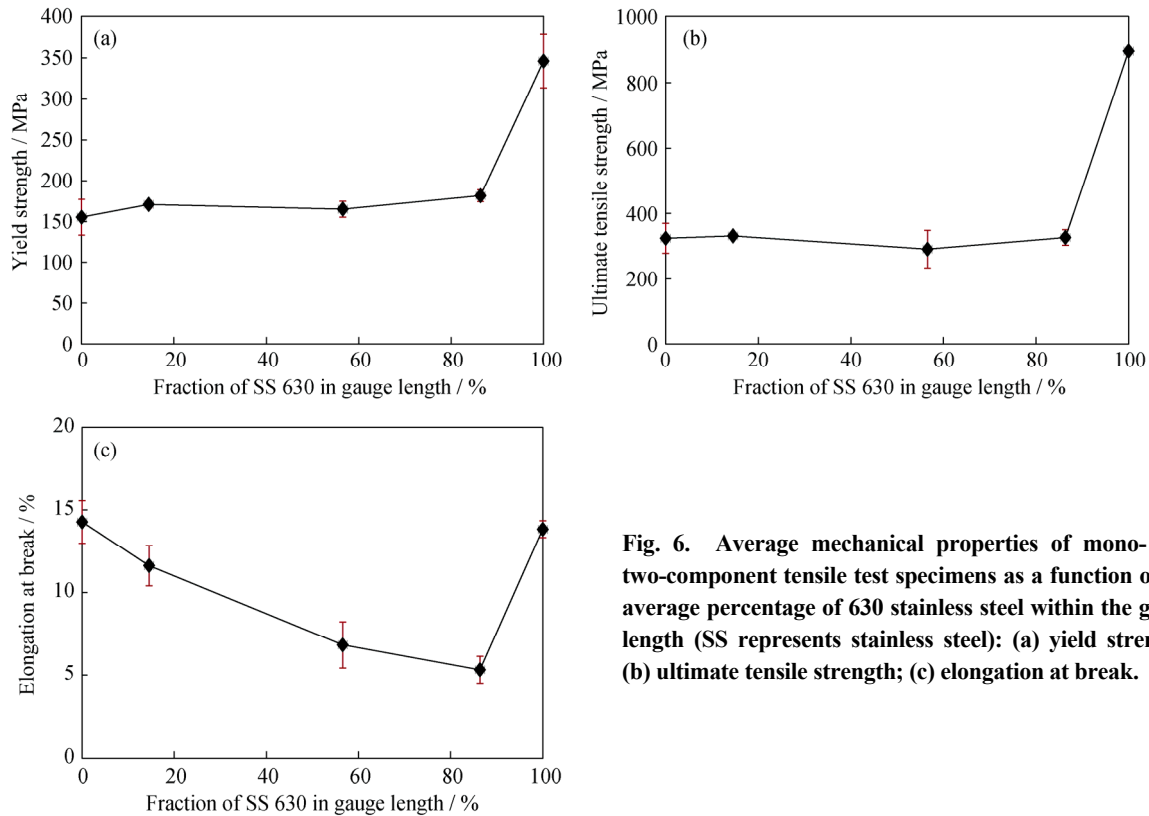 400
350
300
250
200
150
100
50
0
(a)
Yield strength / MPa
0 20 40 60 80 100
Fraction of SS 630 in gauge length / %
1000
800
600
400
200
0
(b)
Ultimate tensile strength / MPa
0 20 40 60 80 100
Fraction of SS 630 in gauge length / %
20
15
10
5
0
(c)
Elongation at break / %
0 20 40 60 80 100
Fraction of SS 630 in gauge length / %
Fig. 6. Average mechanical properties of mono-
two-component tensile test specimens as a function o
average percentage of 630 stainless steel within the g
length (SS represents stainless steel): (a) yield stren
(b) ultimate tensile strength; (c) elongation at break.